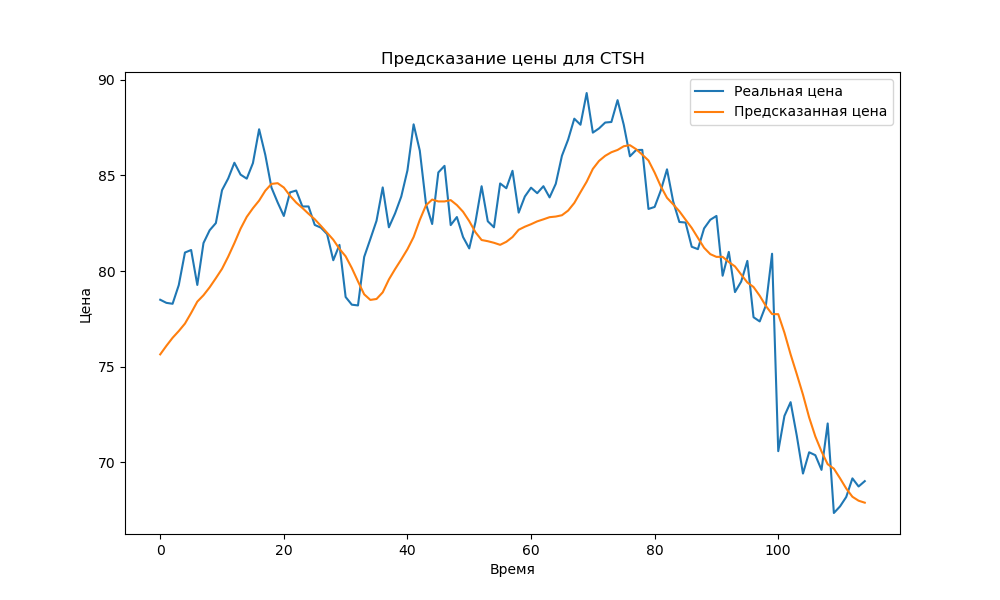 Предсказание цены для CTSH
Реальная цена
Предсказанная цена
Цена
90
85
80
75
70
0 20 40 60 80 100
Время